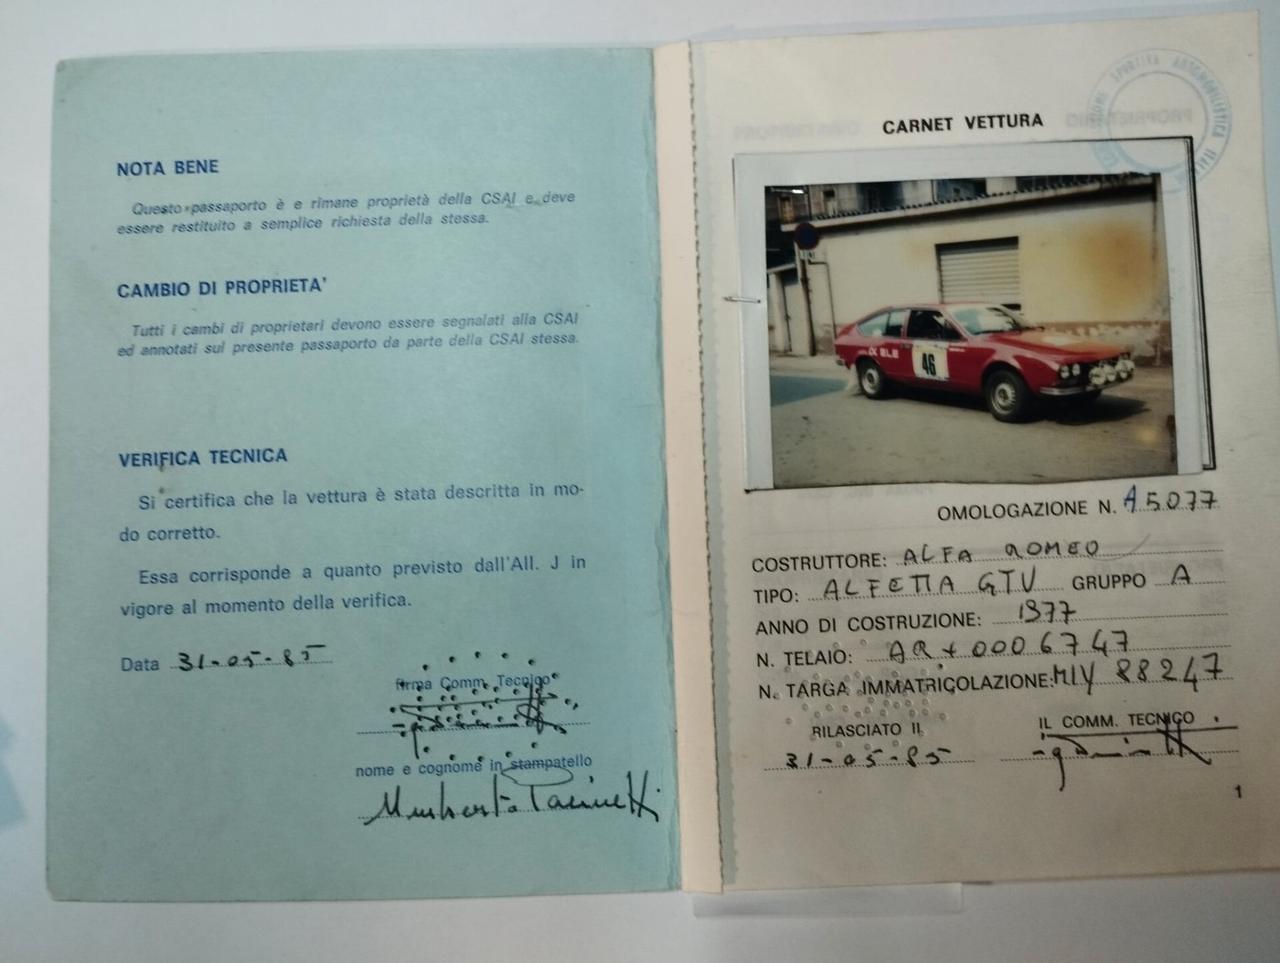 NOTA BENE
Questo passaporto è e rimane proprietà della CSAI e deve
essere restituito a semplice richiesta della stessa.
CAMBIO DI PROPRIETA'
Tutti i cambi di proprietari devono essere segnalati alla CSAI
ed annotati sul presente passaporto da parte della CSAI stessa.
VERIFICA TECNICA
Si certifica che la vettura è stata descritta in mo-
do corretto.
Essa corrisponde a quanto previsto dall'All. J in
vigore al momento della verifica.
Data 31-05-85
firma Comm. Tecnico
nome e cognome in stampatello
Umberto
SPORTIVA AUTOMOBILISTICA
CARNET VETTURA
46
OMOLOGAZIONE N. A5077
COSTRUTTORE: ALFA ROMEO
TIPO: ALFETTA GTV GRUPPO A
ANNO DI COSTRUZIONE: 1977
N. TELAIO: AR * 0006747
N. TARGA IMMATRICOLAZIONE: MIY 88247
RILASCIATO IL
IL COMM. TECNICO
31-05-85
1